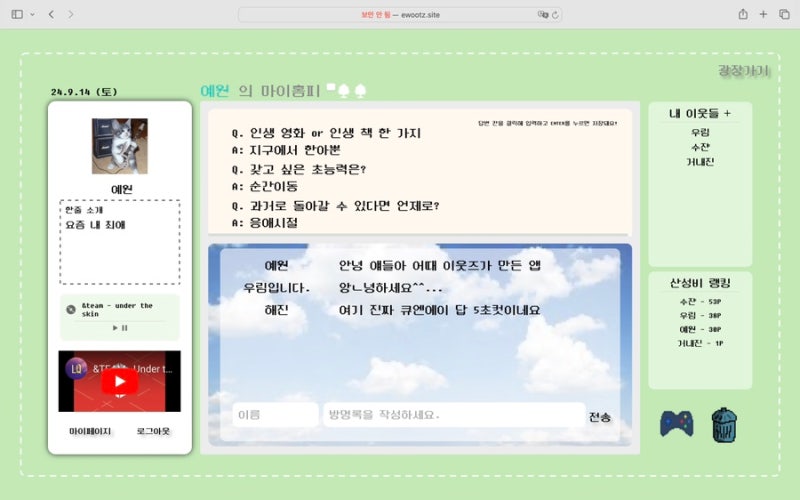 보안 안 됨 — ewootz.site
광장가기
24.9.14 (토)
예원 의 마이홈피
예원
한줄 소개
요즘 내 최애
&team - under the
skin
LQ &TEAM Under t...
마이페이지 로그아웃
답변 칸을 클릭해 입력하고 ENTER를 누르면 저장돼요!
Q. 인생 영화 or 인생 책 한 가지
A: 지구에서 한아뿐
Q. 갖고 싶은 초능력은?
A: 순간이동
Q. 과거로 돌아갈 수 있다면 언제로?
A: 응애시절
예원 안녕 애들아 어때 이웃즈가 만든 앱
우림입니다. 앙ㄴ녕하세요^^...
해진 여기 진짜 큐앤에이 답 5초컷이네요
이름 방명록을 작성하세요. 전송
내 이웃들 +
우림
수쟌
거내진
산성비 랭킹
수쟌 - 53P
우림 - 38P
예원 - 30P
거내진 - 1P